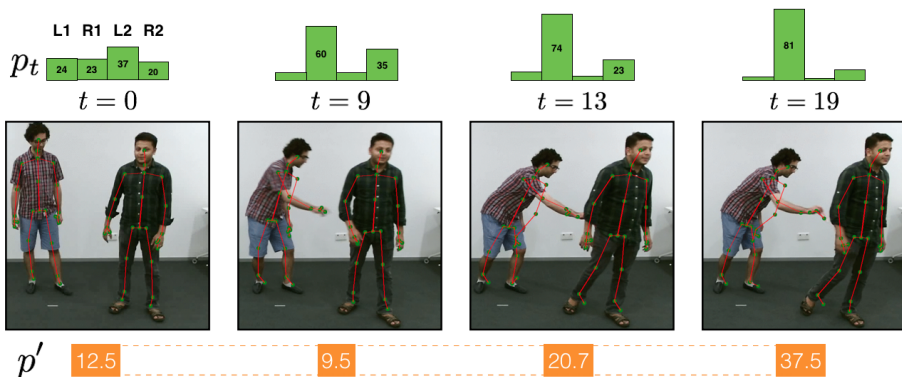 L1 R1 L2 R2
p_t 24 23 37 20 60 35 74 23 81
t = 0 t = 9 t = 13 t = 19
p′ 12.5 9.5 20.7 37.5